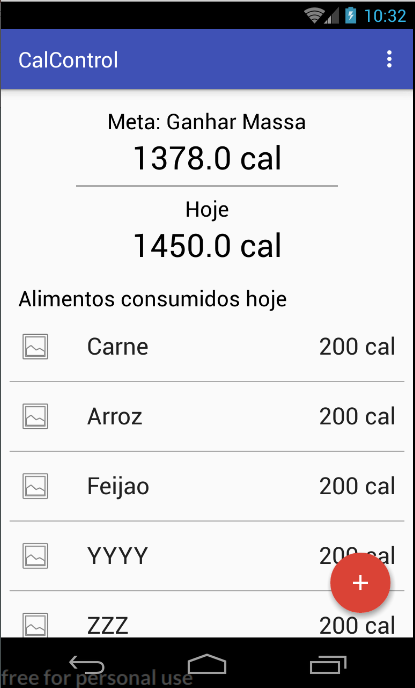 10:32
CalControl
Meta: Ganhar Massa
1378.0 cal
Hoje
1450.0 cal
Alimentos consumidos hoje
Carne 200 cal
Arroz 200 cal
Feijao 200 cal
YYYY 200 cal
+
ZZZ 200 cal
free for personal use